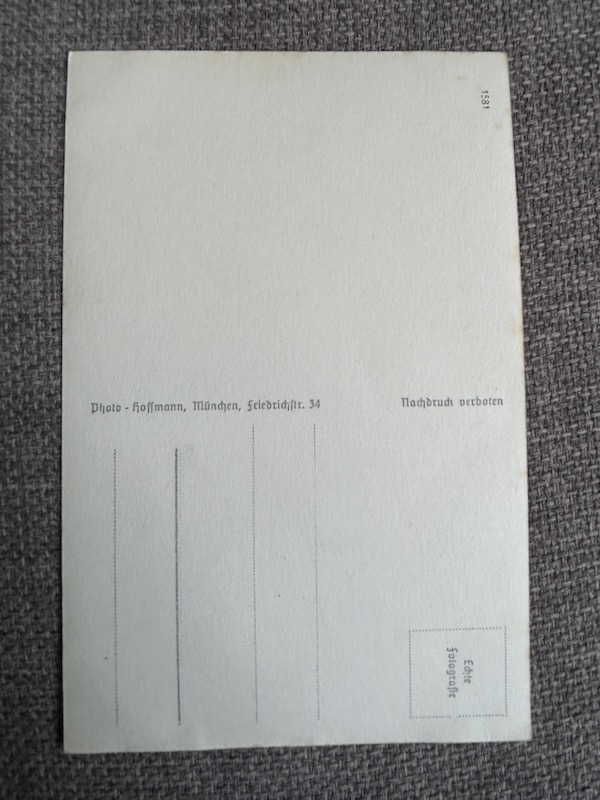 1581
Photo - Hoffmann, München, Friedrichstr. 34
Nachdruck verboten
Echte
Fotografie